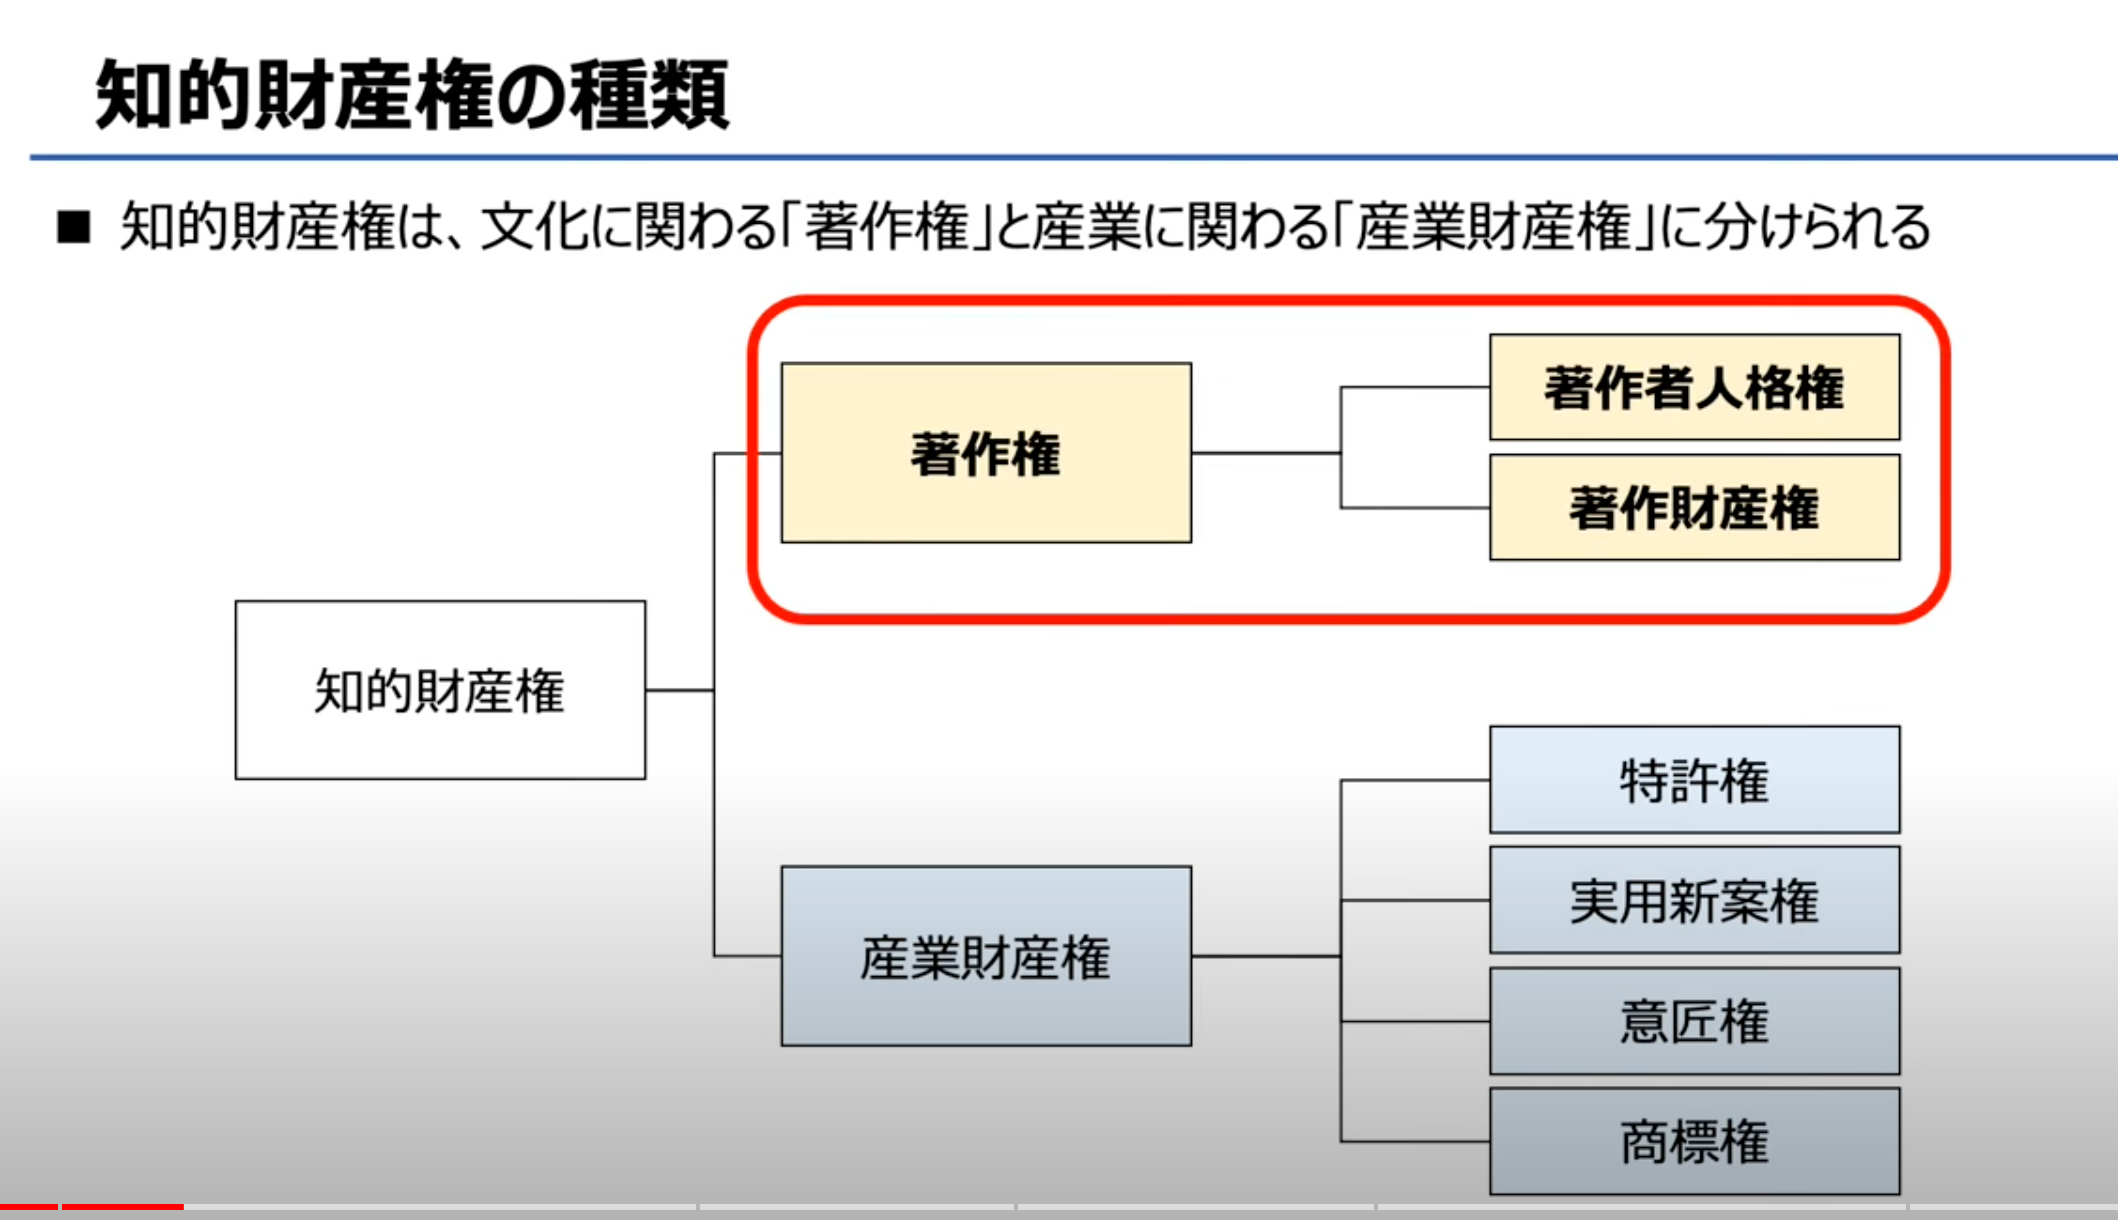 知的財産権の種類
■ 知的財産権は、文化に関わる「著作権」と産業に関わる「産業財産権」に分けられる
著作者人格権
著作権
著作財産権
知的財産権
特許権
実用新案権
産業財産権
意匠権
商標権